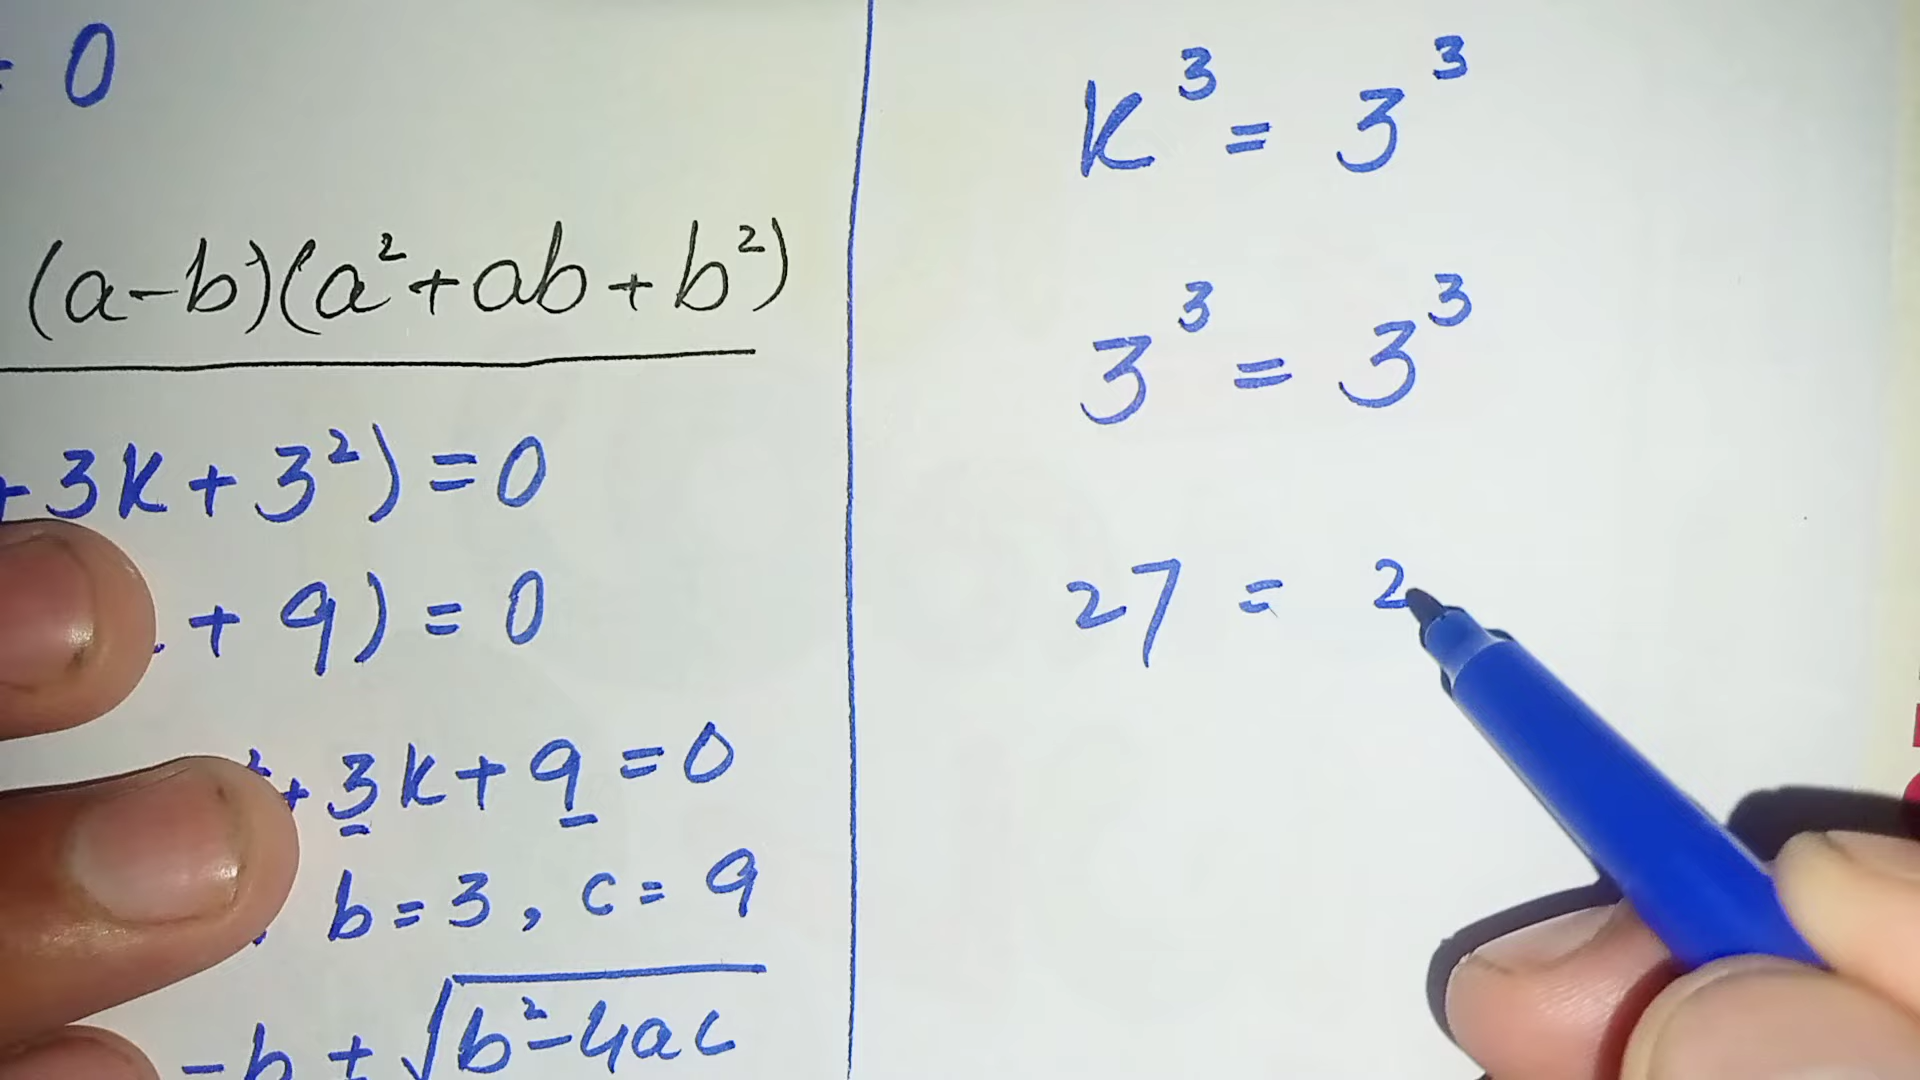 = 0
(a-b)(a²+ab+b²)
+3k+3²)=0
+ 9)=0
+3k+9=0
b=3, c=9
-b±√b²-4ac
K³=3³
3³=3³
27 = 2